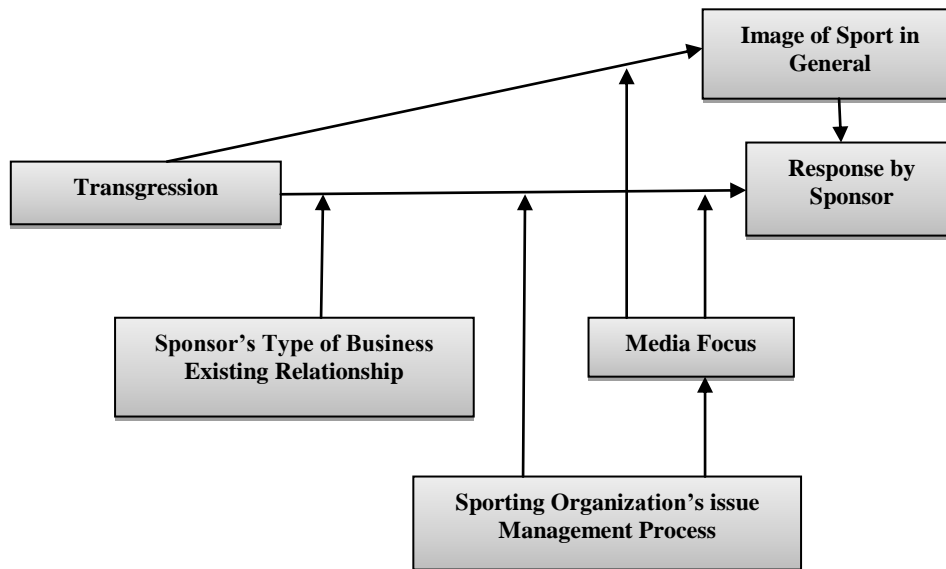 Image of Sport in
General
Transgression
Response by
Sponsor
Sponsor’s Type of Business
Existing Relationship
Media Focus
Sporting Organization’s issue
Management Process